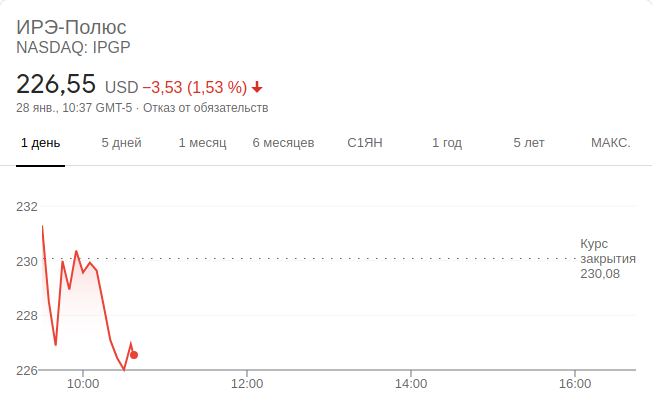 ИРЭ-Полюс
NASDAQ: IPGP
226,55 USD −3,53 (1,53 %)
28 янв., 10:37 GMT-5 · Отказ от обязательств
1 день 5 дней 1 месяц 6 месяцев С1ЯН 1 год 5 лет МАКС.
232
230
228
226
Курс
закрытия
230,08
10:00 12:00 14:00 16:00